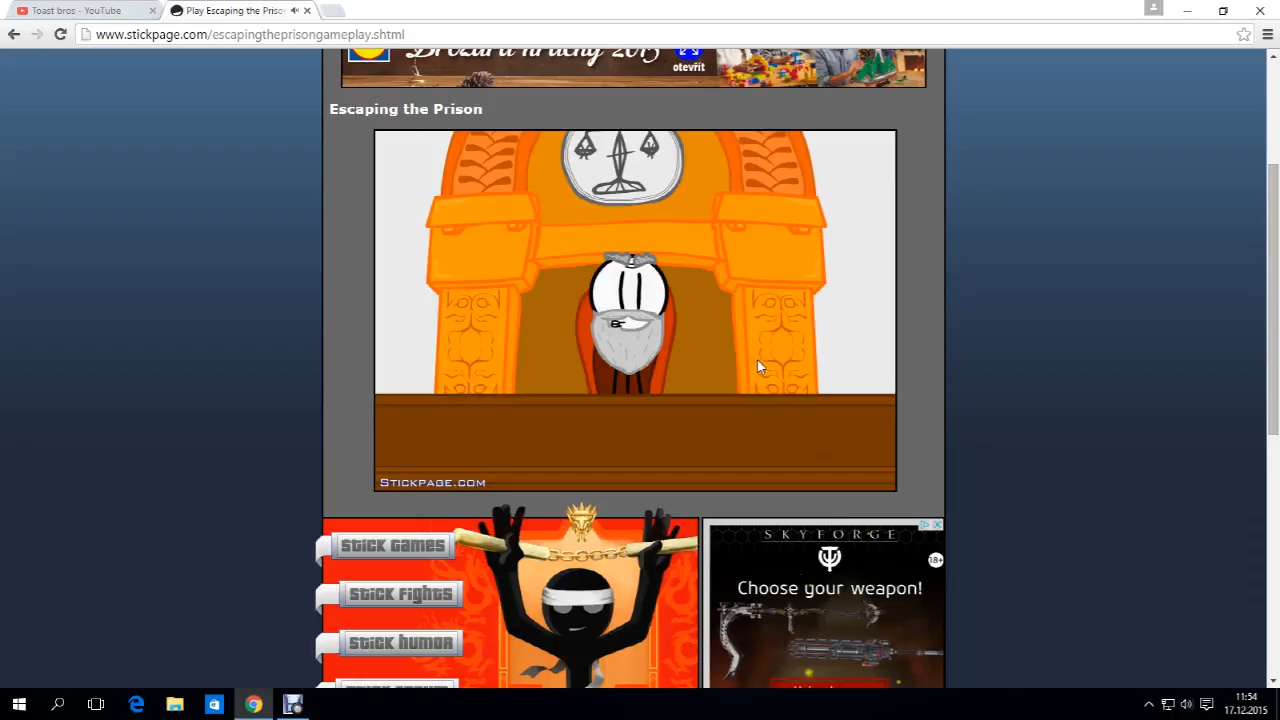 Toast bros - YouTube
Play Escaping the Prison
www.stickpage.com/escapingtheprisongameplay.shtml
otevřít
Escaping the Prison
STICKPAGE.COM
STICK GAMES
STICK FIGHTS
STICK HUMOR
SKYFORGE
18+
Choose your weapon!
11:54
17.12.2015